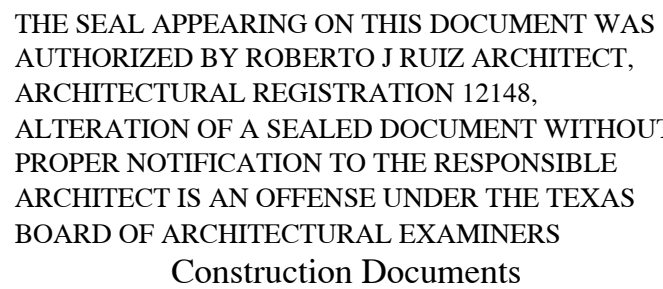 THE SEAL APPEARING ON THIS DOCUMENT WAS
AUTHORIZED BY ROBERTO J RUIZ ARCHITECT,
ARCHITECTURAL REGISTRATION 12148,
ALTERATION OF A SEALED DOCUMENT WITHOUT
PROPER NOTIFICATION TO THE RESPONSIBLE
ARCHITECT IS AN OFFENSE UNDER THE TEXAS
BOARD OF ARCHITECTURAL EXAMINERS
Construction Documents